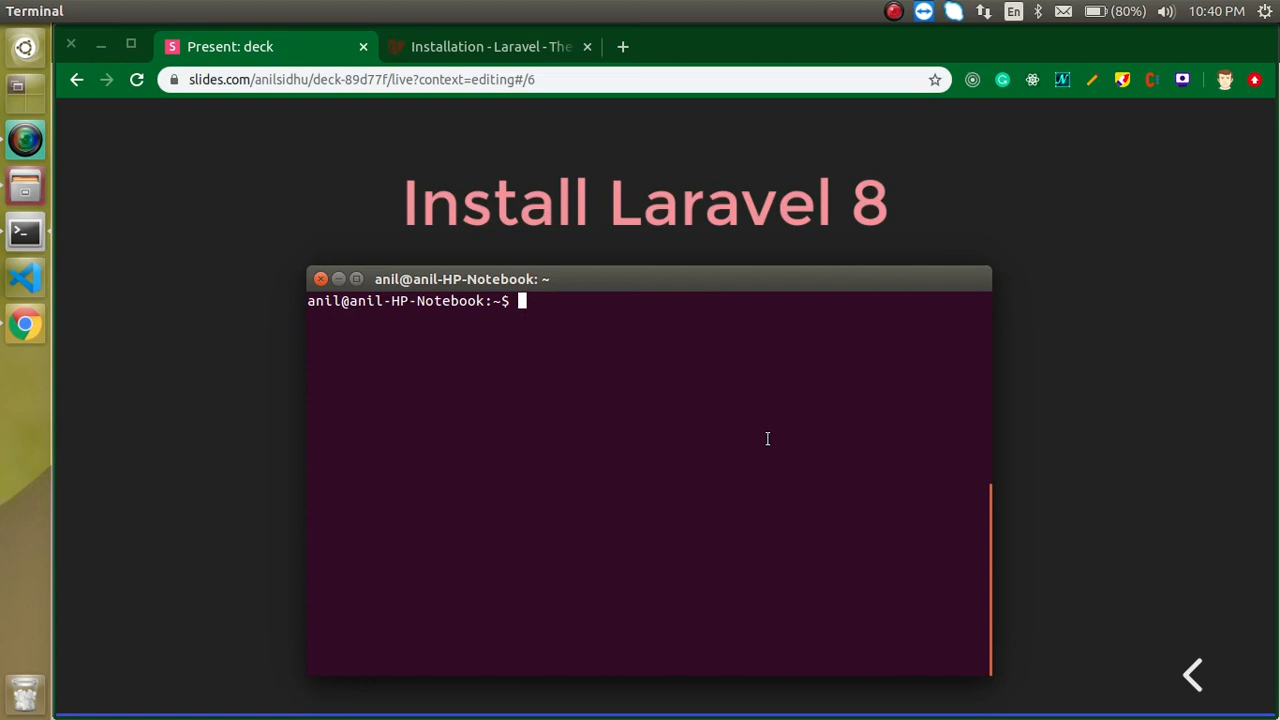 Terminal
En
(80%)
10:40 PM
Present: deck
Installation - Laravel - The
slides.com/anilsidhu/deck-89d77f/live?context=editing#/6
Install Laravel 8
anil@anil-HP-Notebook: ~
anil@anil-HP-Notebook:~$